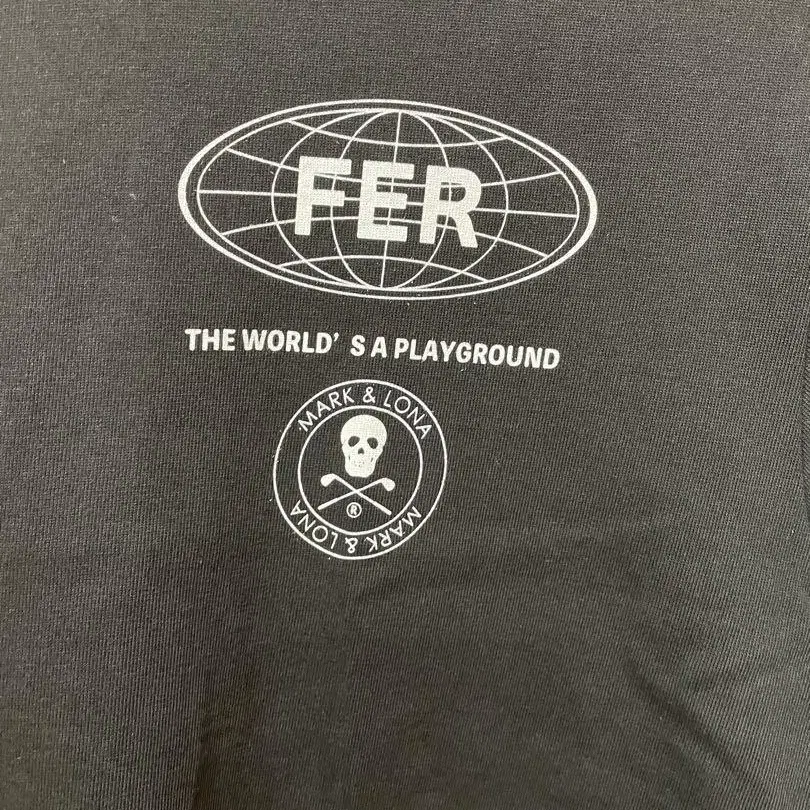 FER
THE WORLD’ S A PLAYGROUND
MARK & LONA
®
MARK & LONA